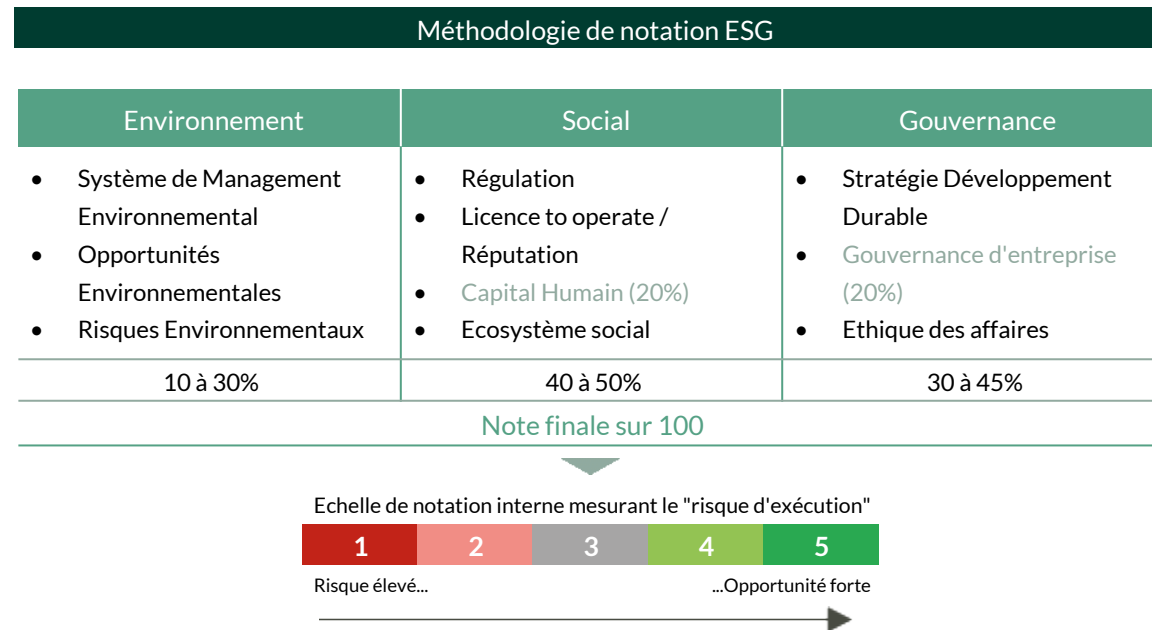 Méthodologie de notation ESG
Environnement
Social
Gouvernance
• Système de Management
Environnemental
• Opportunités
Environnementales
• Risques Environnementaux
• Régulation
• Licence to operate /
Réputation
• Capital Humain (20%)
• Ecosystème social
• Stratégie Développement
Durable
• Gouvernance d'entreprise
(20%)
• Ethique des affaires
10 à 30%
40 à 50%
30 à 45%
Note finale sur 100
Echelle de notation interne mesurant le "risque d'exécution"
1 2 3 4 5
Risque élevé... ...Opportunité forte